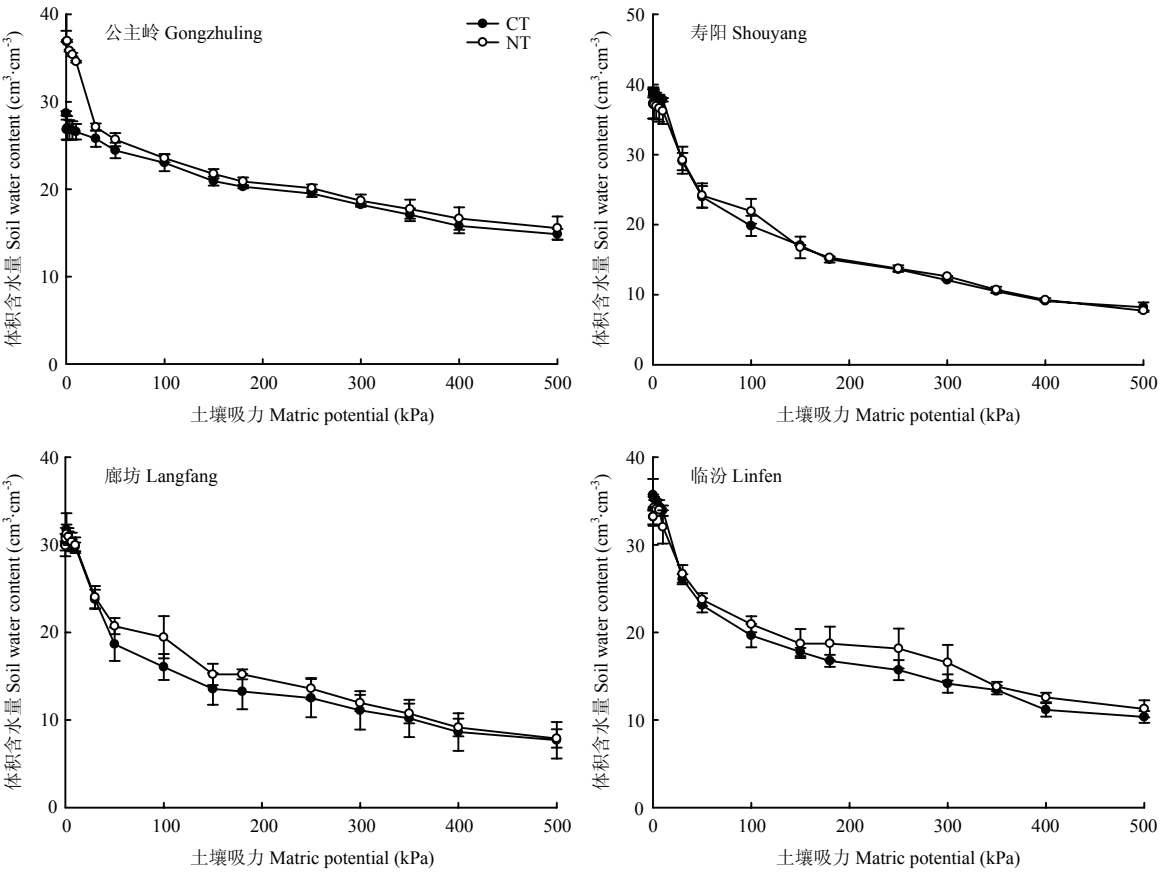 公主岭 Gongzhuling
CT
NT
体积含水量 Soil water content (cm³·cm⁻³)
40
30
20
10
0
0 100 200 300 400 500
土壤吸力 Matric potential (kPa)
寿阳 Shouyang
体积含水量 Soil water content (cm³·cm⁻³)
50
40
30
20
10
0
0 100 200 300 400 500
土壤吸力 Matric potential (kPa)
廊坊 Langfang
体积含水量 Soil water content (cm³·cm⁻³)
40
30
20
10
0
0 100 200 300 400 500
土壤吸力 Matric potential (kPa)
临汾 Linfen
体积含水量 Soil water content (cm³·cm⁻³)
40
30
20
10
0
0 100 200 300 400 500
土壤吸力 Matric potential (kPa)